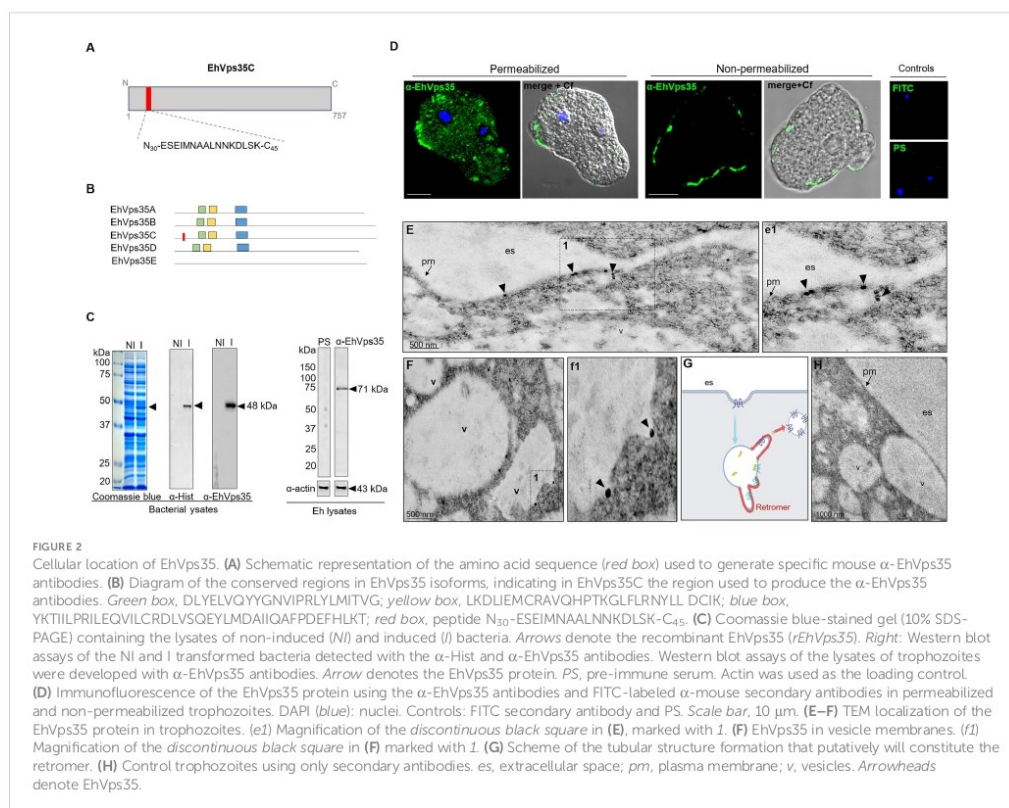 A
EhVps35C
N
C
1
757
N30-ESEIMNAALNNKDLSK-C45
B
EhVps35A
EhVps35B
EhVps35C
EhVps35D
EhVps35E
C
kDa
NI I
100
75
50
37
25
20
Coomassie blue
NI I
α-Hist
NI I
48 kDa
α-EhVps35
Bacterial ysates
PS α-EhVps35
kDa
150
100
75
50
37
25
20
71 kDa
α-actin
43 kDa
Eh lysates
D
Permeabilized
Non-permeabilized
Controls
α-EhVps35
merge + Cf
α-EhVps35
merge+Cf
FITC
PS
E
1
es
pm
v
500 nm
e1
es
pm
F
v
v
v
1
500 nm
f1
G
es
Retromer
H
pm
es
v
v
1000 nm
FIGURE 2
Cellular location of EhVps35. (A) Schematic representation of the amino acid sequence (red box) used to generate specific mouse α-EhVps35
antibodies. (B) Diagram of the conserved regions in EhVps35 isoforms, indicating in EhVps35C the region used to produce the α-EhVps35
antibodies. Green box, DLYELVQYYGNVIPRLYLMITVG; yellow box, LKDLIEMCRAVQHPTKGLFLRNYLL DCIK; blue box,
YKTIILPRILEQVILCRDLVSQEYLMDAIIQAFPDEFHLKT; red box, peptide N30-ESEIMNAALNNKDLSK-C45. (C) Coomassie blue-stained gel (10% SDS-
PAGE) containing the lysates of non-induced (NI) and induced (I) bacteria. Arrows denote the recombinant EhVps35 (rEhVps35). Right: Western blot
assays of the NI and I transformed bacteria detected with the α-Hist and α-EhVps35 antibodies. Western blot assays of the lysates of trophozoites
were developed with α-EhVps35 antibodies. Arrow denotes the EhVps35 protein. PS, pre-immune serum. Actin was used as the loading control.
(D) Immunofluorescence of the EhVps35 protein using the α-EhVps35 antibodies and FITC-labeled α-mouse secondary antibodies in permeabilized
and non-permeabilized trophozoites. DAPI (blue): nuclei. Controls: FITC secondary antibody and PS. Scale bar, 10 μm. (E–F) TEM localization of the
EhVps35 protein in trophozoites. (e1) Magnification of the discontinuous black square in (E), marked with 1. (F) EhVps35 in vesicle membranes. (f1)
Magnification of the discontinuous black square in (F) marked with 1. (G) Scheme of the tubular structure formation that putatively will constitute the
retromer. (H) Control trophozoites using only secondary antibodies. es, extracellular space; pm, plasma membrane; v, vesicles. Arrowheads
denote EhVps35.